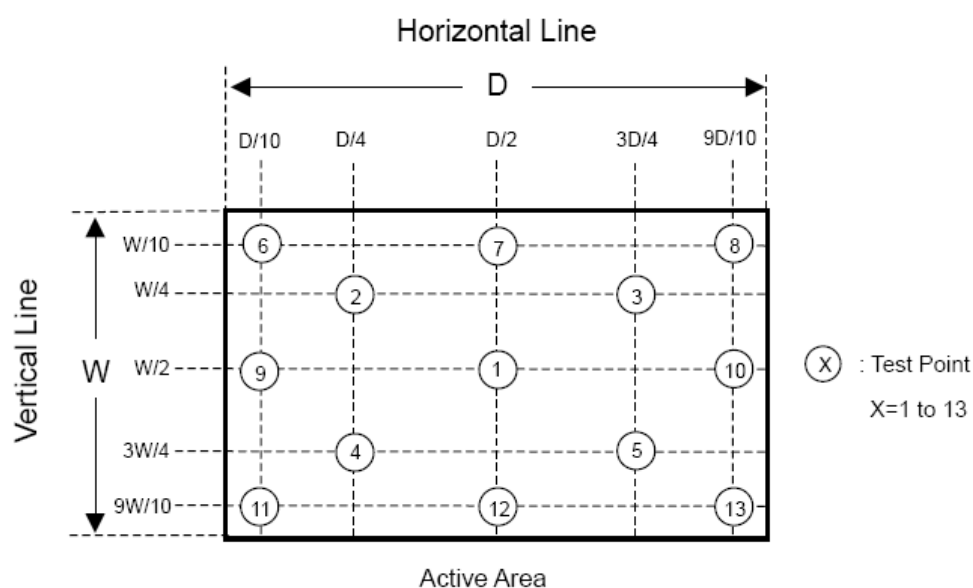 Horizontal Line
D
D/10 D/4 D/2 3D/4 9D/10
Vertical Line
W
W/10 6 7 8
W/4 2 3
W/2 9 1 10
3W/4 4 5
9W/10 11 12 13
X : Test Point
X=1 to 13
Active Area